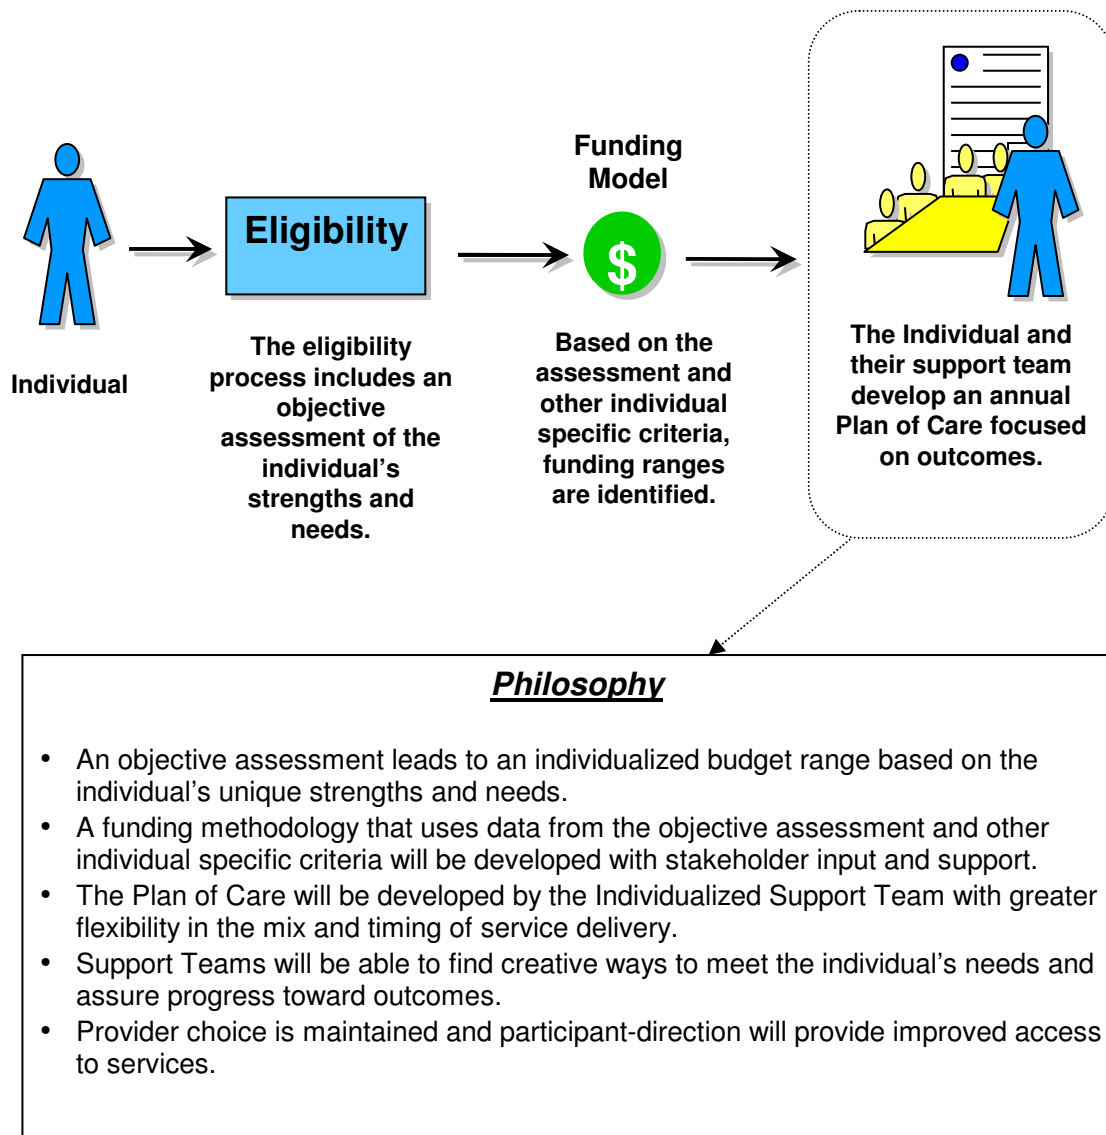 Individual
Eligibility
The eligibility
process includes an
objective
assessment of the
individual’s
strengths and
needs.
Funding
Model
$
Based on the
assessment and
other individual
specific criteria,
funding ranges
are identified.
The Individual and
their support team
develop an annual
Plan of Care focused
on outcomes.
Philosophy
• An objective assessment leads to an individualized budget range based on the
individual’s unique strengths and needs.
• A funding methodology that uses data from the objective assessment and other
individual specific criteria will be developed with stakeholder input and support.
• The Plan of Care will be developed by the Individualized Support Team with greater
flexibility in the mix and timing of service delivery.
• Support Teams will be able to find creative ways to meet the individual’s needs and
assure progress toward outcomes.
• Provider choice is maintained and participant-direction will provide improved access
to services.